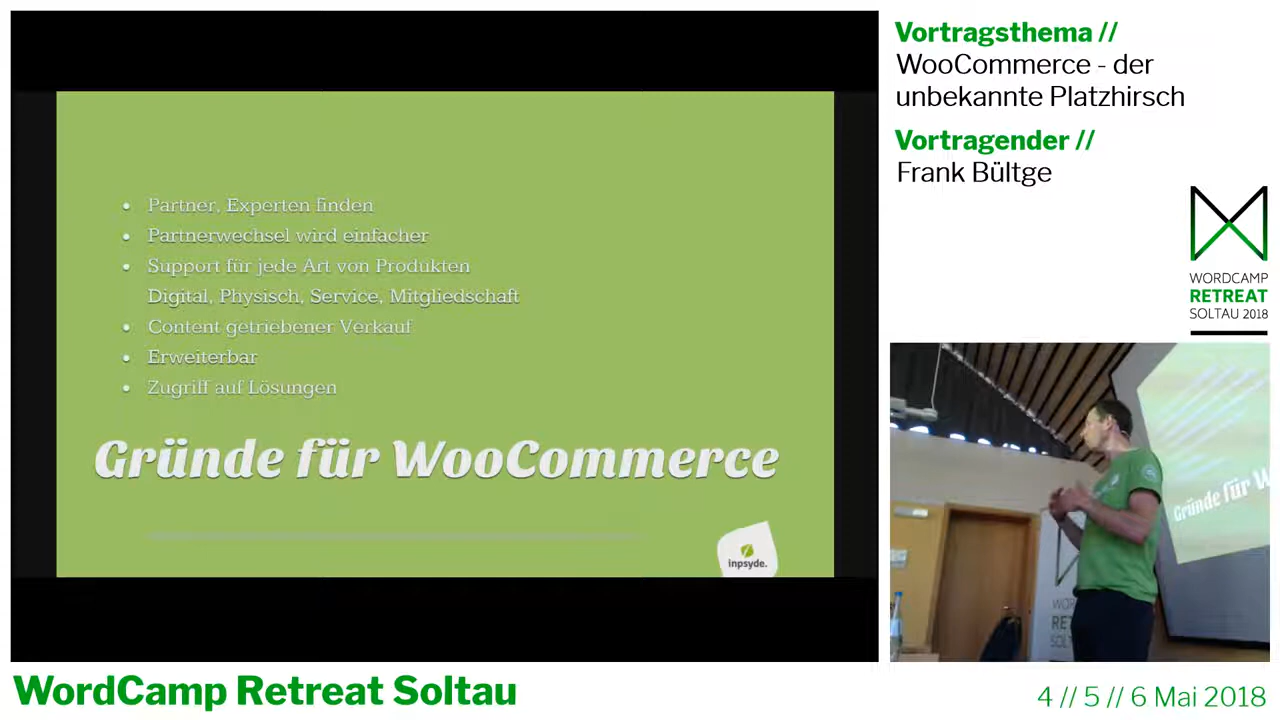 Partner, Experten finden
Partnerwechsel wird einfacher
Support für jede Art von Produkten
Digital, Physisch, Service, Mitgliedschaft
Content getriebener Verkauf
Erweiterbar
Zugriff auf Lösungen
Gründe für WooCommerce
inpsyde.
Vortragsthema //
WooCommerce - der
unbekannte Platzhirsch
Vortragender //
Frank Bültge
WORDCAMP
RETREAT
SOLTAU 2018
Gründe für W
WordCamp Retreat Soltau
4 // 5 // 6 Mai 2018